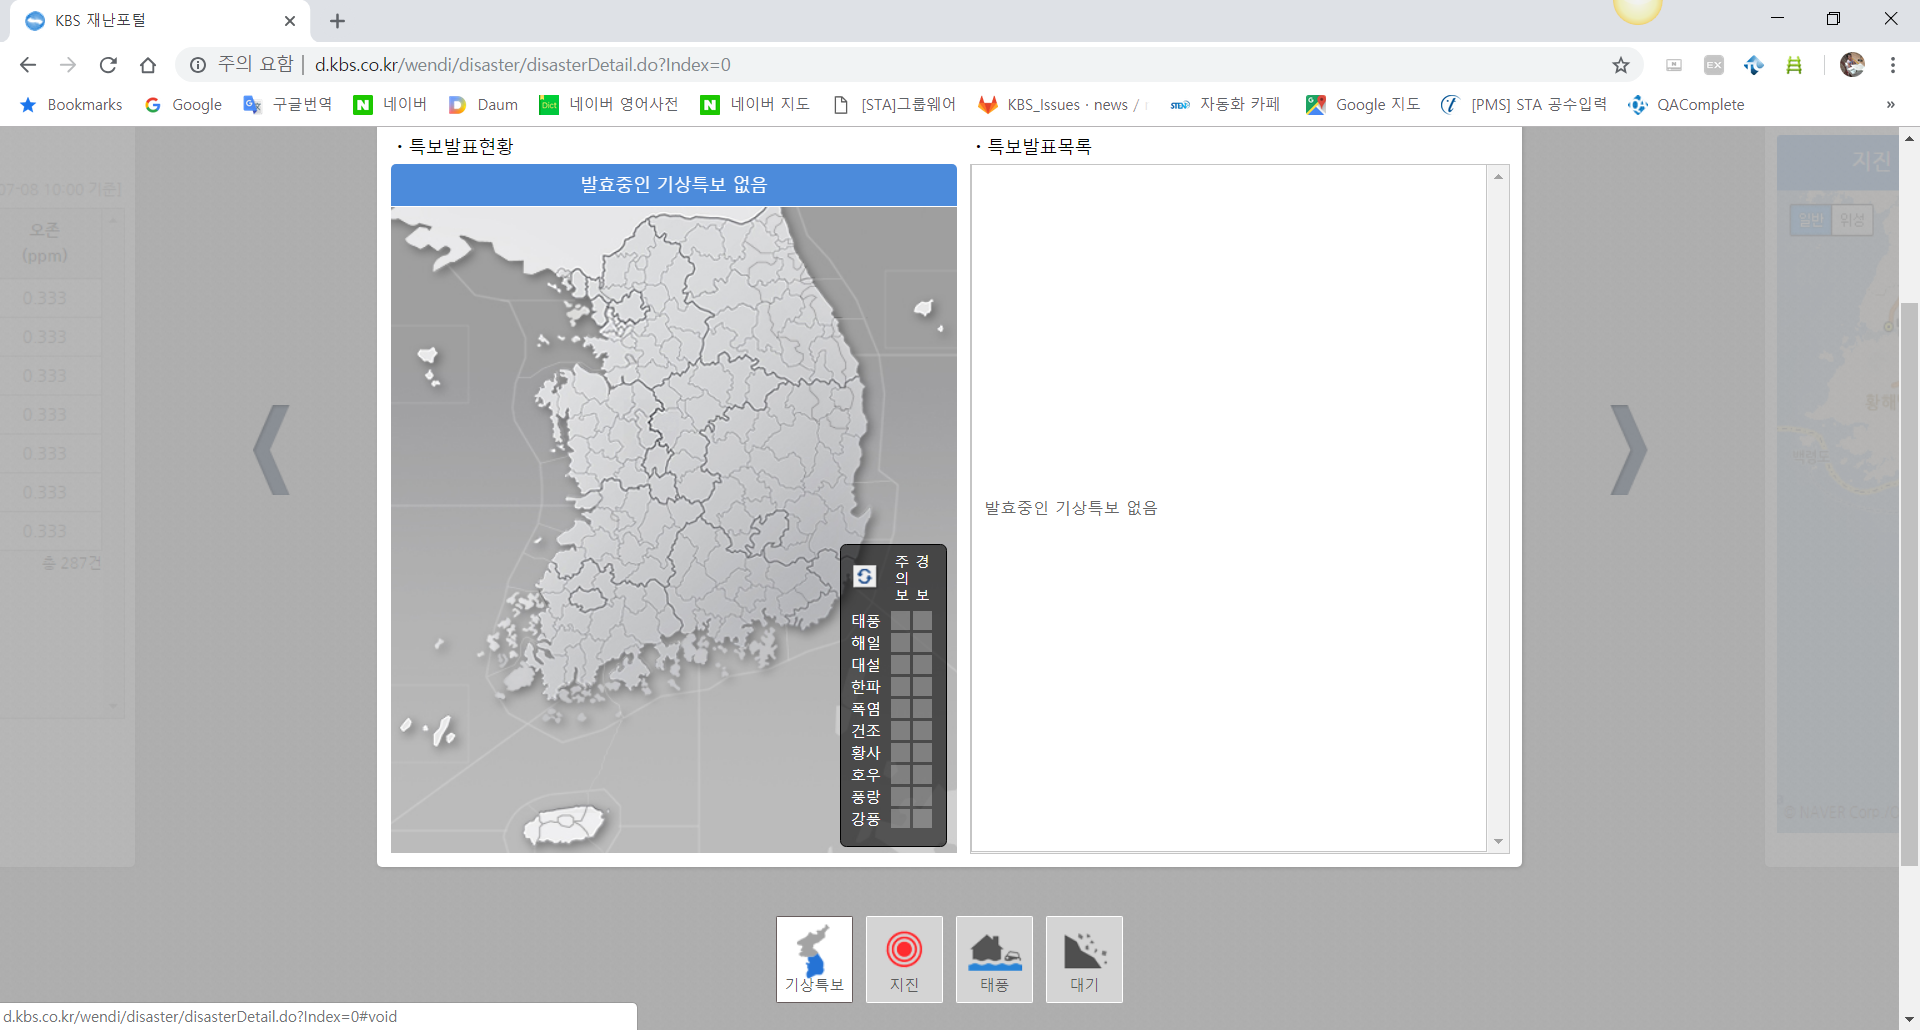 KBS 재난포털
주의 요함
d.kbs.co.kr/wendi/disaster/disasterDetail.do?Index=0
EX
Bookmarks
Google
구글번역
네이버
Daum
네이버 영어사전
네이버 지도
[STA]그룹웨어
KBS_Issues · news /
자동화 카페
Google 지도
[PMS] STA 공수입력
QAComplete
»
07-08 10:00 기준]
오존
(ppm)
0.333
0.333
0.333
0.333
0.333
0.333
0.333
총 287건
· 특보발표현황
발효중인 기상특보 없음
주의보
경보
태풍
해일
대설
한파
폭염
건조
황사
호우
풍랑
강풍
· 특보발표목록
발효중인 기상특보 없음
지진
일반
위성
황해
백령도
© NAVER Corp.
기상특보
지진
태풍
대기
d.kbs.co.kr/wendi/disaster/disasterDetail.do?Index=0#void